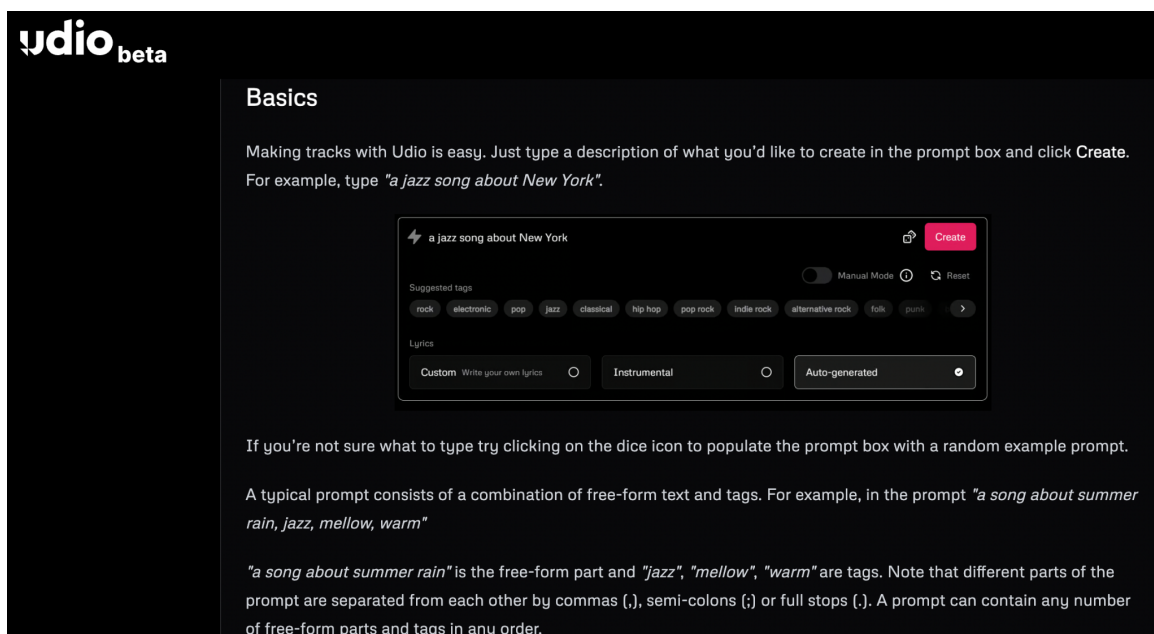 udio beta
Basics
Making tracks with Udio is easy. Just type a description of what you'd like to create in the prompt box and click Create.
For example, type "a jazz song about New York".
a jazz song about New York
Create
Manual Mode
Reset
Suggested tags
rock electronic pop jazz classical hip hop pop rock Indie rock alternative rock folk punk
Lyrics
Custom Write your own lyrics
Instrumental
Auto-generated
If you're not sure what to type try clicking on the dice icon to populate the prompt box with a random example prompt.
A typical prompt consists of a combination of free-form text and tags. For example, in the prompt "a song about summer
rain, jazz, mellow, warm"
"a song about summer rain" is the free-form part and "jazz", "mellow", "warm" are tags. Note that different parts of the
prompt are separated from each other by commas (,), semi-colons (;) or full stops (.). A prompt can contain any number
of free-form parts and tags in any order.